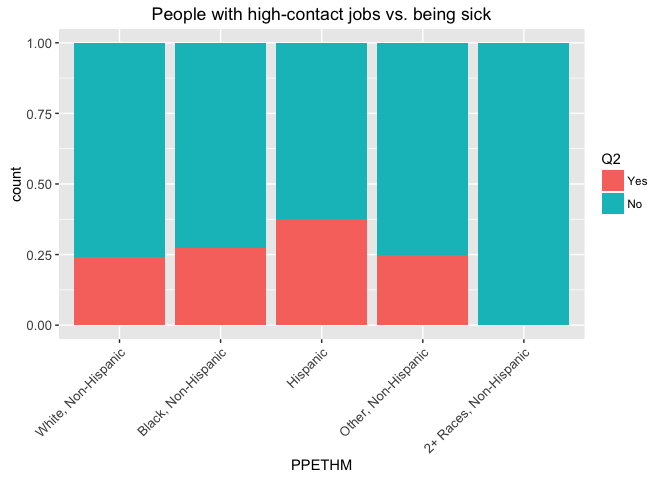 People with high-contact jobs vs. being sick
1.00
0.75
0.50
0.25
0.00
count
White, Non-Hispanic
Black, Non-Hispanic
Hispanic
Other, Non-Hispanic
2+ Races, Non-Hispanic
PPETHM
Q2
Yes
No